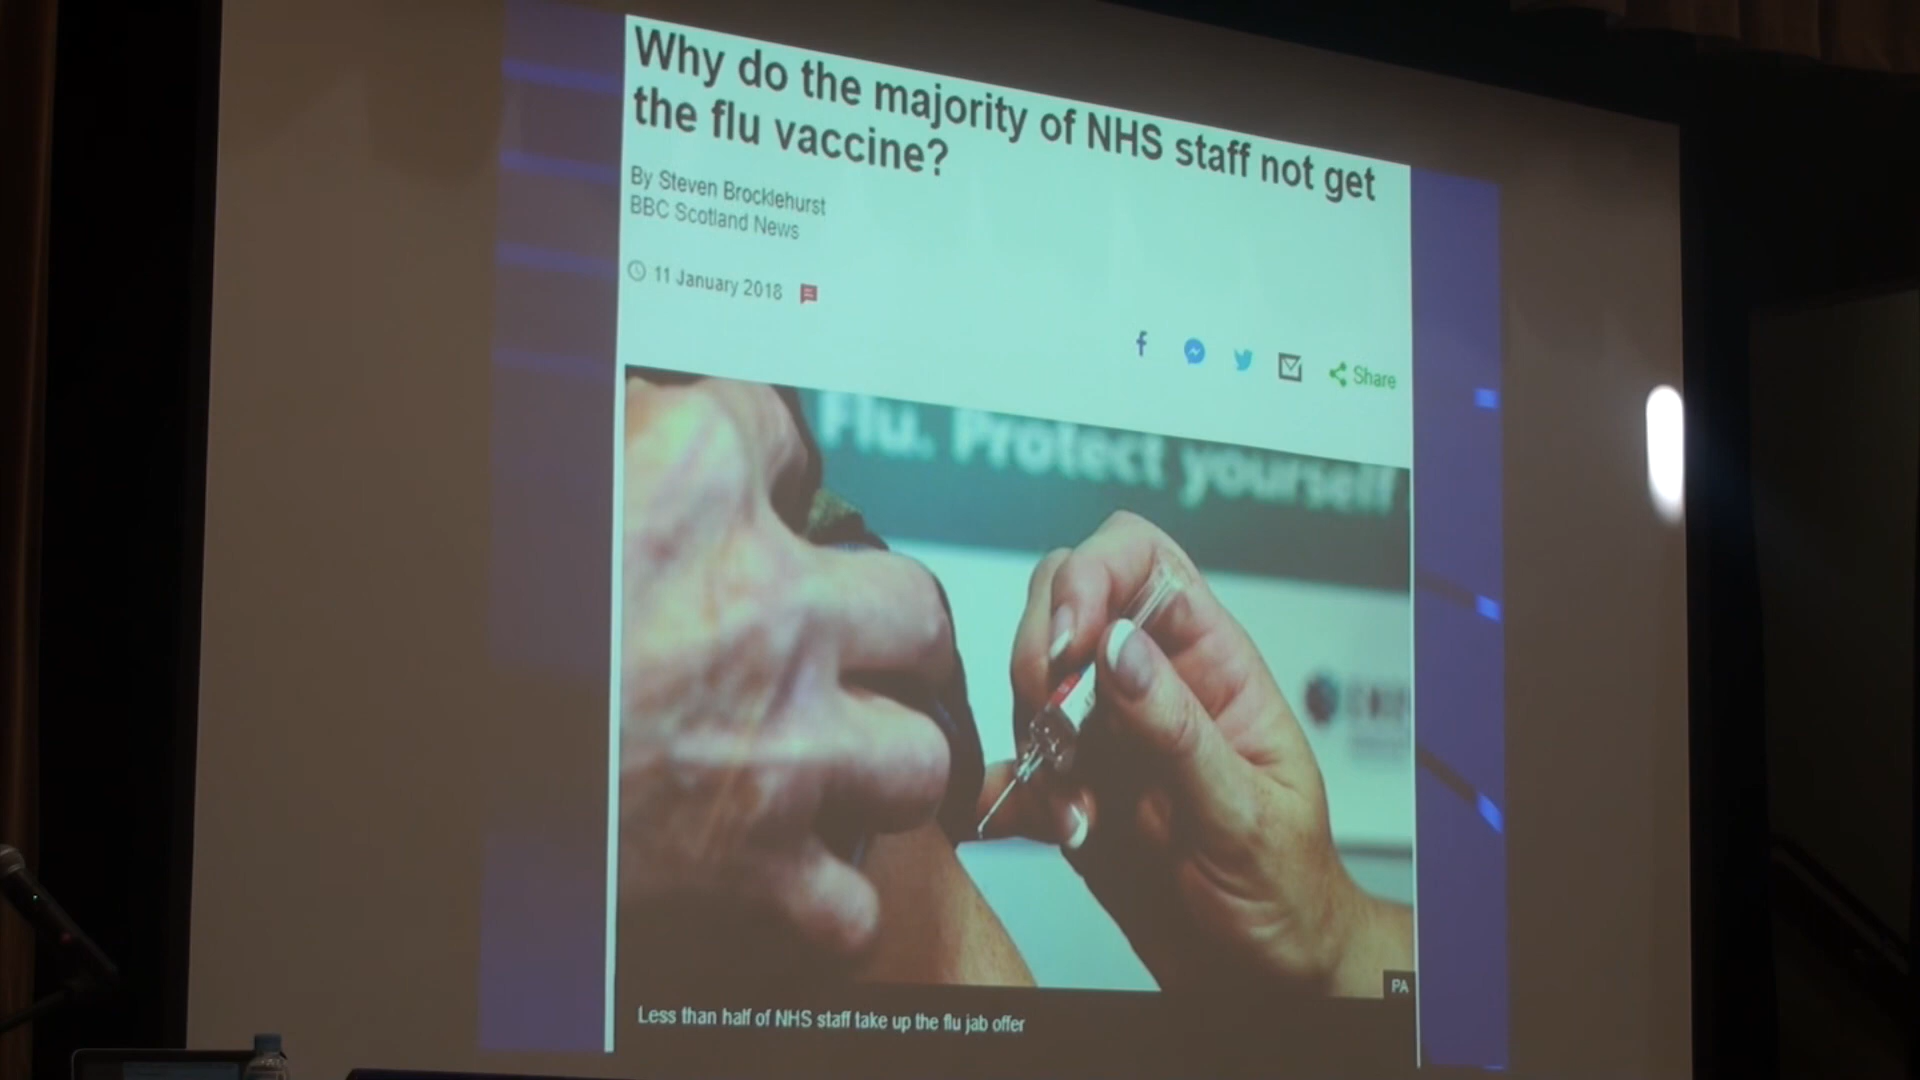 Why do the majority of NHS staff not get
the flu vaccine?
By Steven Brocklehurst
BBC Scotland News
11 January 2018
Share
Flu. Protect yourself
PA
Less than half of NHS staff take up the flu jab offer